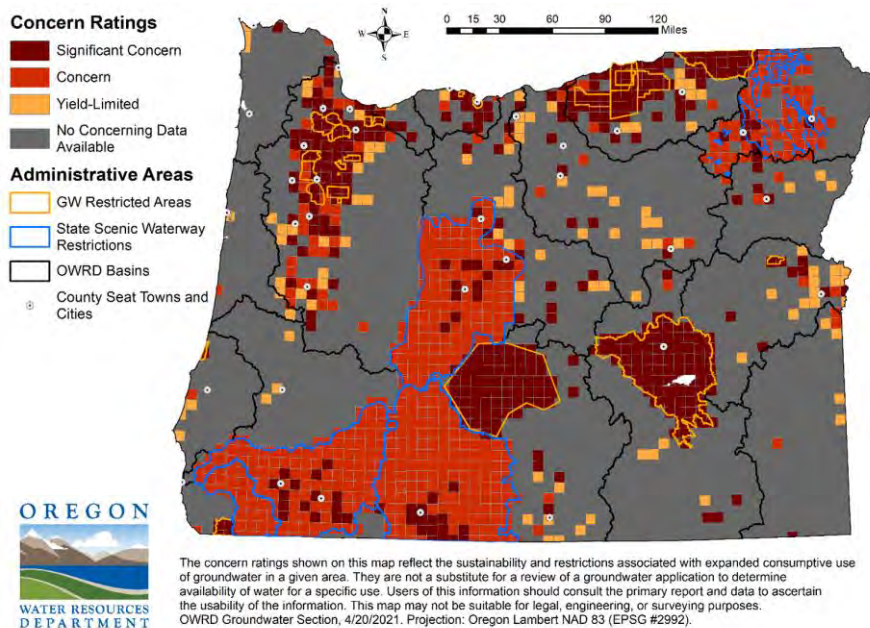 Concern Ratings
Significant Concern
Concern
Yield-Limited
No Concerning Data
Available
Administrative Areas
GW Restricted Areas
State Scenic Waterway
Restrictions
OWRD Basins
County Seat Towns and
Cities
N
W E
S
0 15 30 60 90 120
Miles
OREGON
WATER RESOURCES
DEPARTMENT
The concern ratings shown on this map reflect the sustainability and restrictions associated with expanded consumptive use
of groundwater in a given area. They are not a substitute for a review of a groundwater application to determine
availability of water for a specific use. Users of this information should consult the primary report and data to ascertain
the usability of the information. This map may not be suitable for legal, engineering, or surveying purposes.
OWRD Groundwater Section, 4/20/2021. Projection: Oregon Lambert NAD 83 (EPSG #2992).